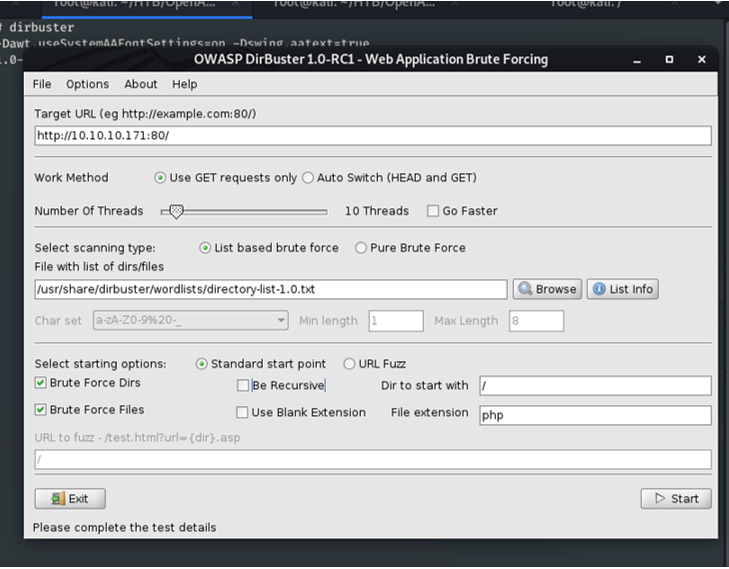 root@kali: ~/HTB/OpenA... root@kali: ~/HTB/OpenA... root@kali: /
# dirbuster
-Dawt.useSystemAAFontSettings=on -Dswing.aatext=true
1.0-
OWASP DirBuster 1.0-RC1 - Web Application Brute Forcing
File Options About Help
Target URL (eg http://example.com:80/)
http://10.10.10.171:80/
Work Method Use GET requests only Auto Switch (HEAD and GET)
Number Of Threads 10 Threads Go Faster
Select scanning type: List based brute force Pure Brute Force
File with list of dirs/files
/usr/share/dirbuster/wordlists/directory-list-1.0.txt Browse List Info
Char set a-zA-Z0-9%20-_ Min length 1 Max Length 8
Select starting options: Standard start point URL Fuzz
Brute Force Dirs Be Recursive Dir to start with /
Brute Force Files Use Blank Extension File extension php
URL to fuzz - /test.html?url={dir}.asp
/
Exit Start
Please complete the test details